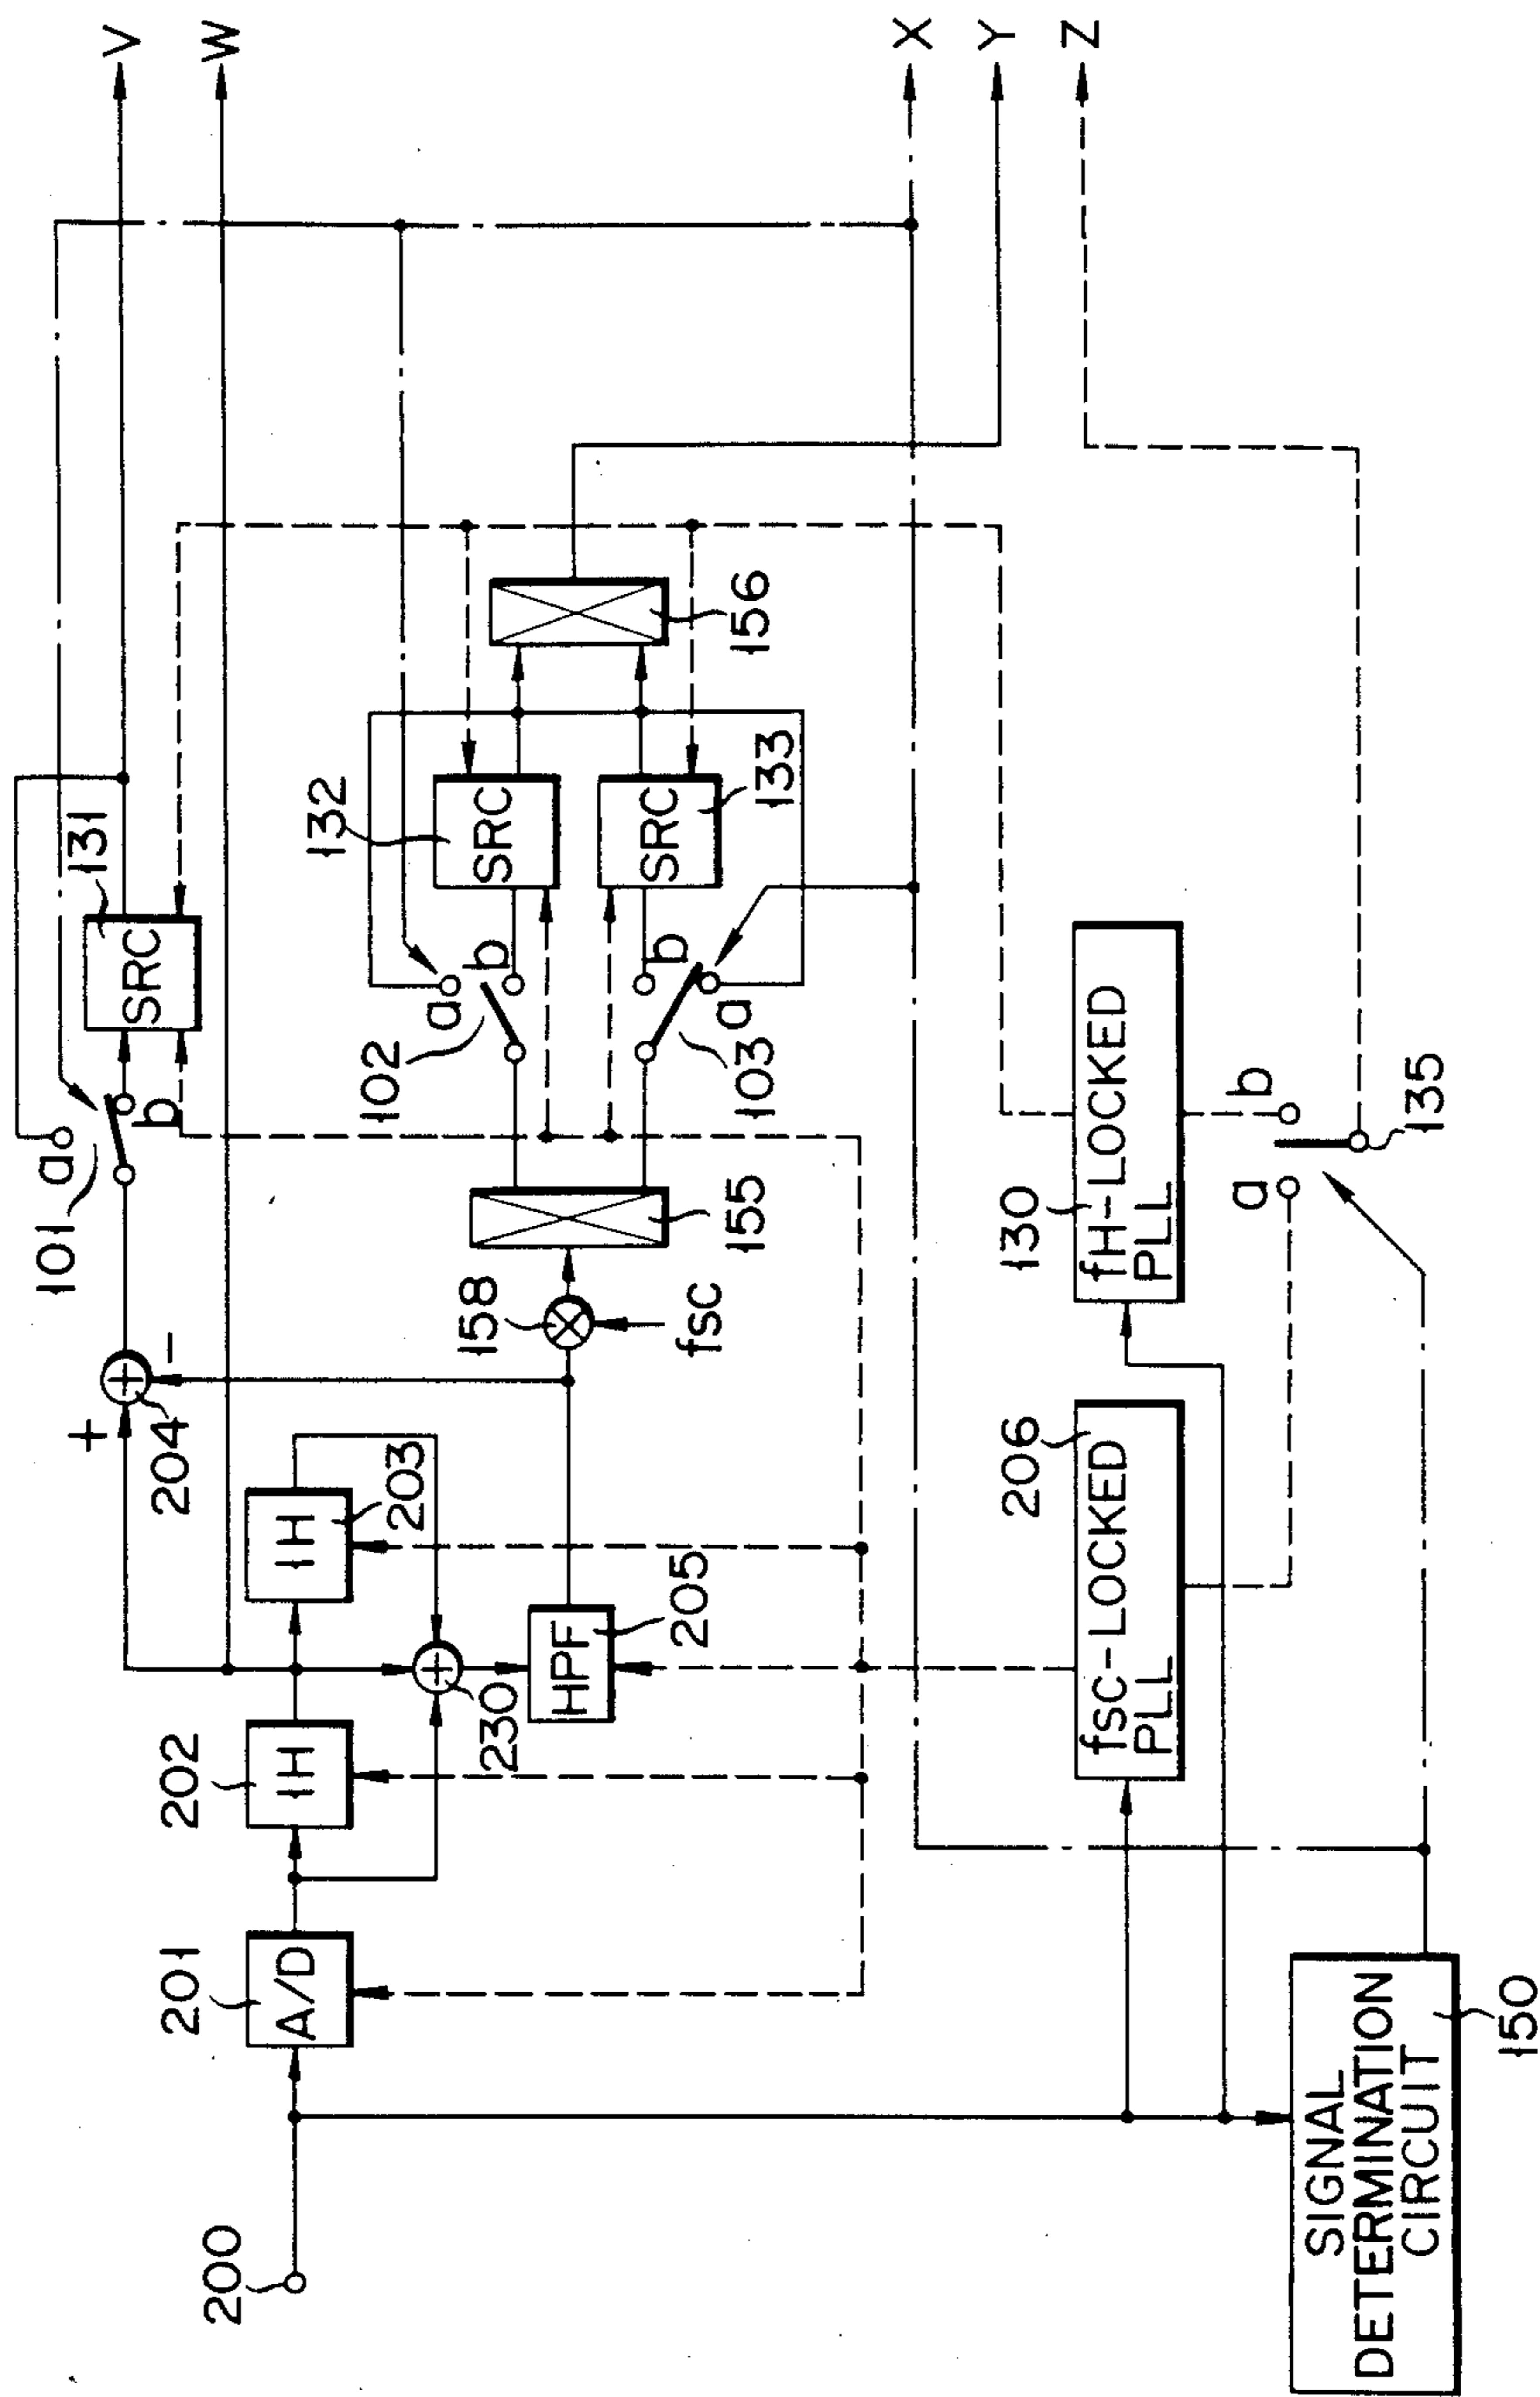 200
201
A/D
202
1H
1H
203
230
HPF
205
+
204
-
101
a
b
SRC
131
V
W
158
fsc
155
102
a
b
103
a
b
132
SRC
SRC
133
156
X
Y
Z
206
fsc-LOCKED
PLL
130
fH-LOCKED
PLL
a
b
135
SIGNAL
DETERMINATION
CIRCUIT
150